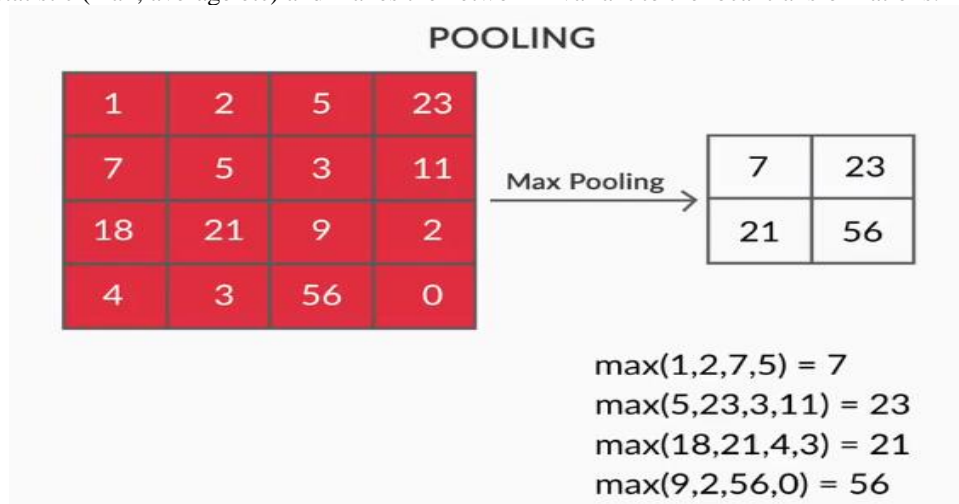 POOLING
1 2 5 23
7 5 3 11
18 21 9 2
4 3 56 0
Max Pooling
7 23
21 56
max(1,2,7,5) = 7
max(5,23,3,11) = 23
max(18,21,4,3) = 21
max(9,2,56,0) = 56